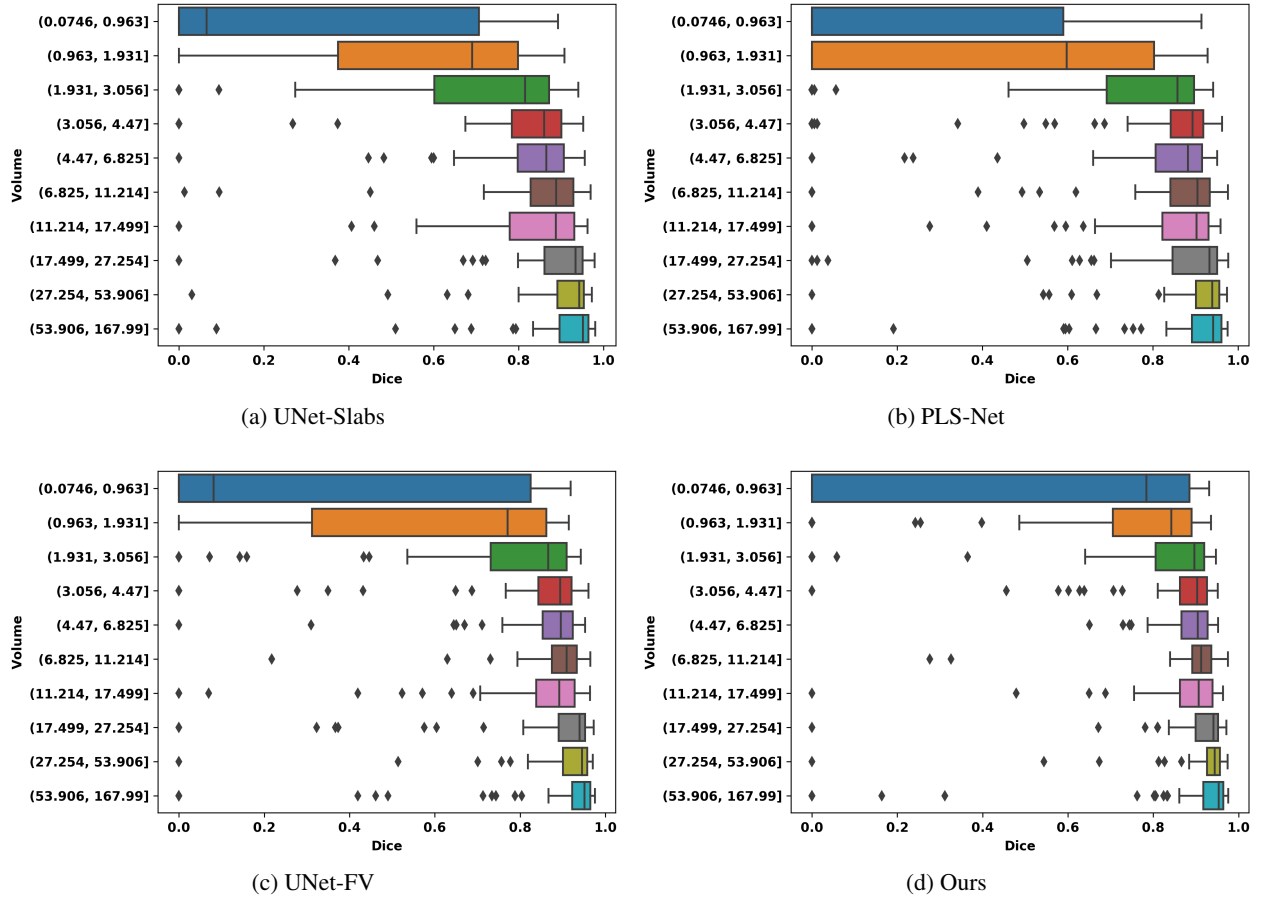 (0.0746, 0.963]
(0.963, 1.931]
(1.931, 3.056]
(3.056, 4.47]
(4.47, 6.825]
(6.825, 11.214]
(11.214, 17.499]
(17.499, 27.254]
(27.254, 53.906]
(53.906, 167.99]
Volume
0.0 0.2 0.4 0.6 0.8 1.0
Dice
(a) UNet-Slabs
(0.0746, 0.963]
(0.963, 1.931]
(1.931, 3.056]
(3.056, 4.47]
(4.47, 6.825]
(6.825, 11.214]
(11.214, 17.499]
(17.499, 27.254]
(27.254, 53.906]
(53.906, 167.99]
Volume
0.0 0.2 0.4 0.6 0.8 1.0
Dice
(b) PLS-Net
(0.0746, 0.963]
(0.963, 1.931]
(1.931, 3.056]
(3.056, 4.47]
(4.47, 6.825]
(6.825, 11.214]
(11.214, 17.499]
(17.499, 27.254]
(27.254, 53.906]
(53.906, 167.99]
Volume
0.0 0.2 0.4 0.6 0.8 1.0
Dice
(c) UNet-FV
(0.0746, 0.963]
(0.963, 1.931]
(1.931, 3.056]
(3.056, 4.47]
(4.47, 6.825]
(6.825, 11.214]
(11.214, 17.499]
(17.499, 27.254]
(27.254, 53.906]
(53.906, 167.99]
Volume
0.0 0.2 0.4 0.6 0.8 1.0
Dice
(d) Ours